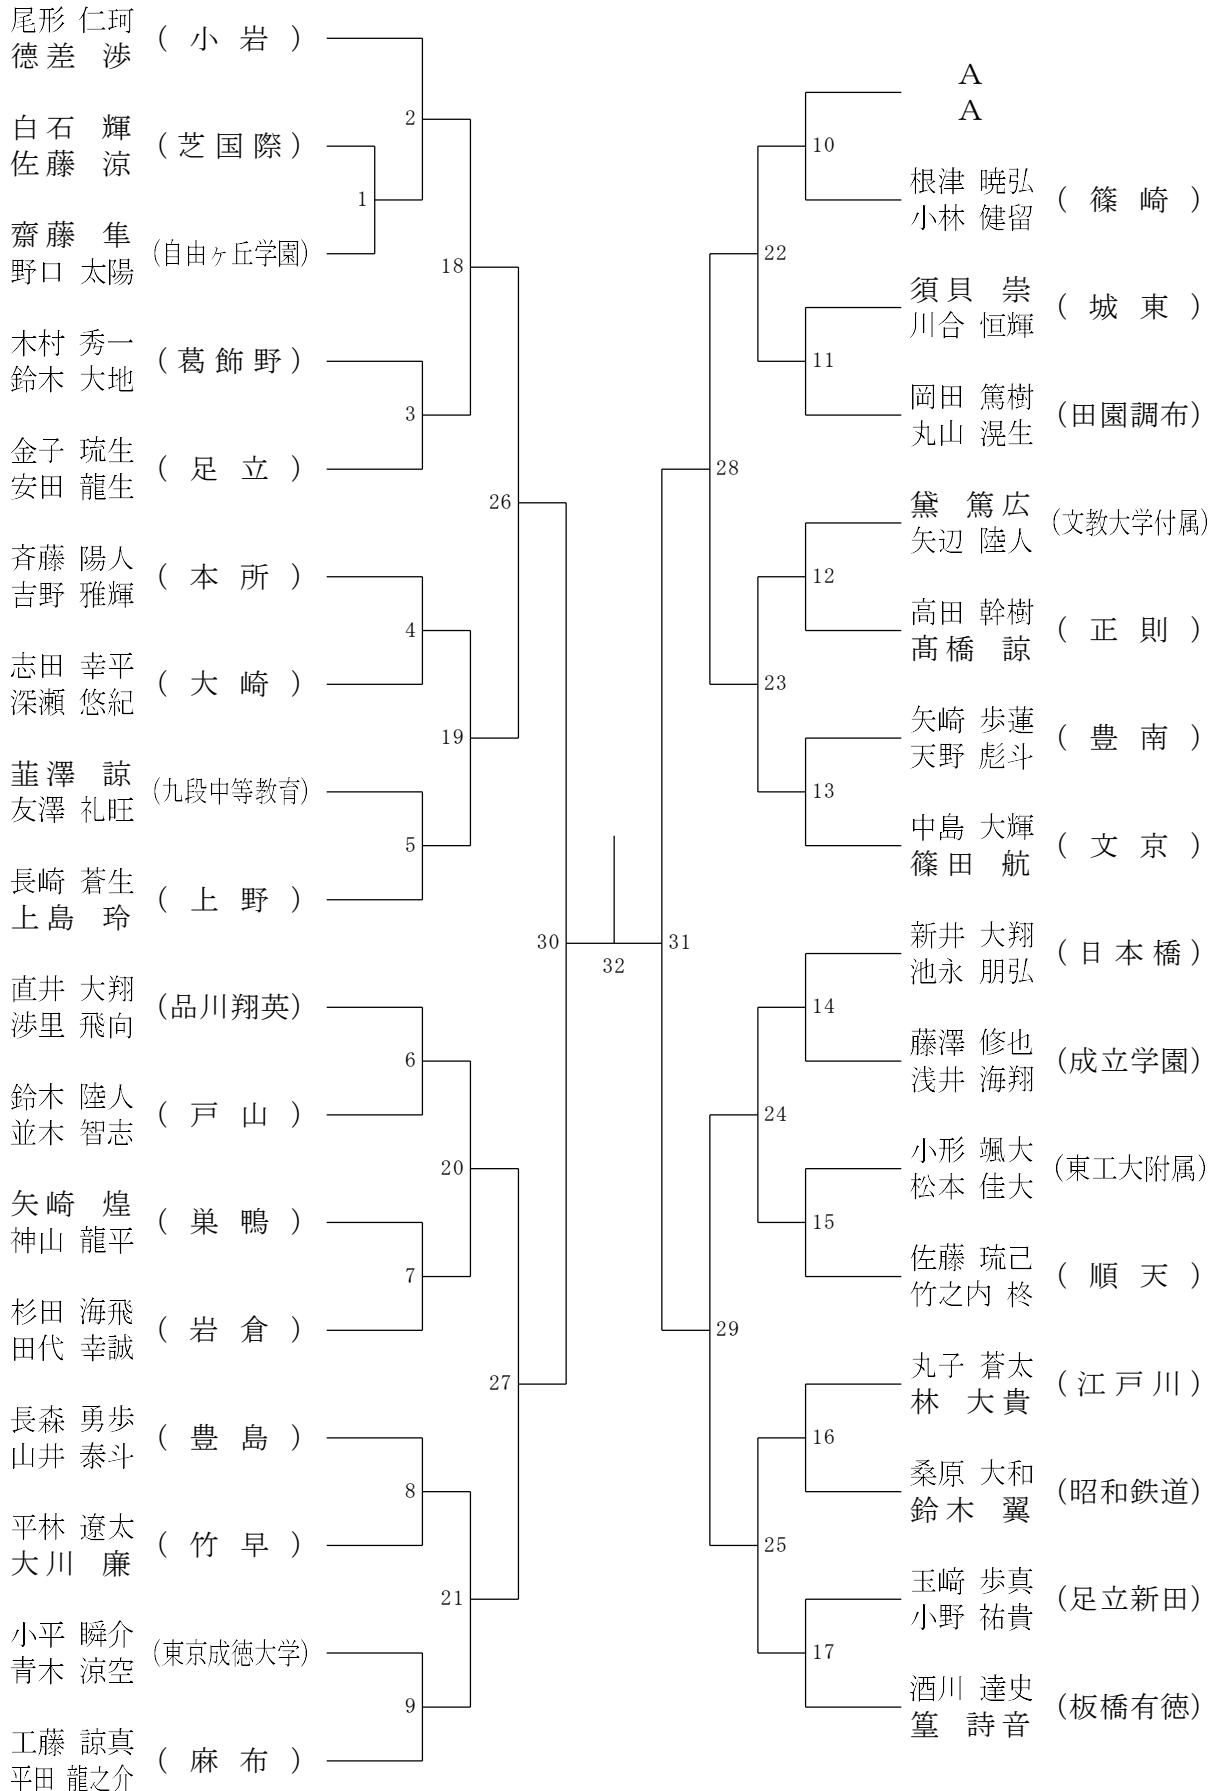 尾形 仁珂
德差 渉
(小岩)
白石 輝
佐藤 涼
(芝国際)
齋藤 隼
野口 太陽
(自由ヶ丘学園)
木村 秀一
鈴木 大地
(葛飾野)
金子 琉生
安田 龍生
(足立)
斉藤 陽人
吉野 雅輝
(本所)
志田 幸平
深瀬 悠紀
(大崎)
韮澤 諒
友澤 礼旺
(九段中等教育)
長崎 蒼生
上島 玲
(上野)
直井 大翔
渉里 飛向
(品川翔英)
鈴木 陸人
並木 智志
(戸山)
矢崎 煌
神山 龍平
(巣鴨)
杉田 海飛
田代 幸誠
(岩倉)
長森 勇歩
山井 泰斗
(豊島)
平林 遼太
大川 廉
(竹早)
小平 瞬介
青木 涼空
(東京成徳大学)
工藤 諒真
平田 龍之介
(麻布)
1
2
3
4
5
6
7
8
9
18
19
20
21
26
27
30
32
31
28
29
22
23
24
25
10
11
12
13
14
15
16
17
A
A
根津 暁弘
小林 健留
(篠崎)
須貝 崇
川合 恒輝
(城東)
岡田 篤樹
丸山 滉生
(田園調布)
黛 篤広
矢辺 陸人
(文教大学付属)
高田 幹樹
髙橋 諒
(正則)
矢崎 歩蓮
天野 彪斗
(豊南)
中島 大輝
篠田 航
(文京)
新井 大翔
池永 朋弘
(日本橋)
藤澤 修也
浅井 海翔
(成立学園)
小形 颯大
松本 佳大
(東工大附属)
佐藤 琉己
竹之内 柊
(順天)
丸子 蒼太
林 大貴
(江戸川)
桑原 大和
鈴木 翼
(昭和鉄道)
玉﨑 歩真
小野 祐貴
(足立新田)
酒川 達史
篁 詩音
(板橋有徳)